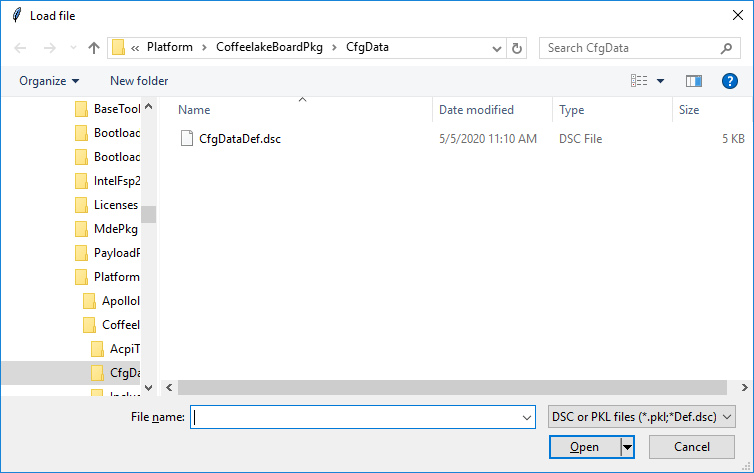 Load file
Platform > CoffeelakeBoardPkg > CfgData
Search CfgData
Organize
New folder
?
Name
Date modified
Type
Size
BaseTool
Bootload
Bootload
IntelFsp2
Licenses
MdePkg
PayloadP
Platform
Apollol
Coffeel
AcpiT
CfgDa
CfgDataDef.dsc
5/5/2020 11:10 AM
DSC File
5 KB
File name:
DSC or PKL files (*.pkl;*Def.dsc)
Open
Cancel